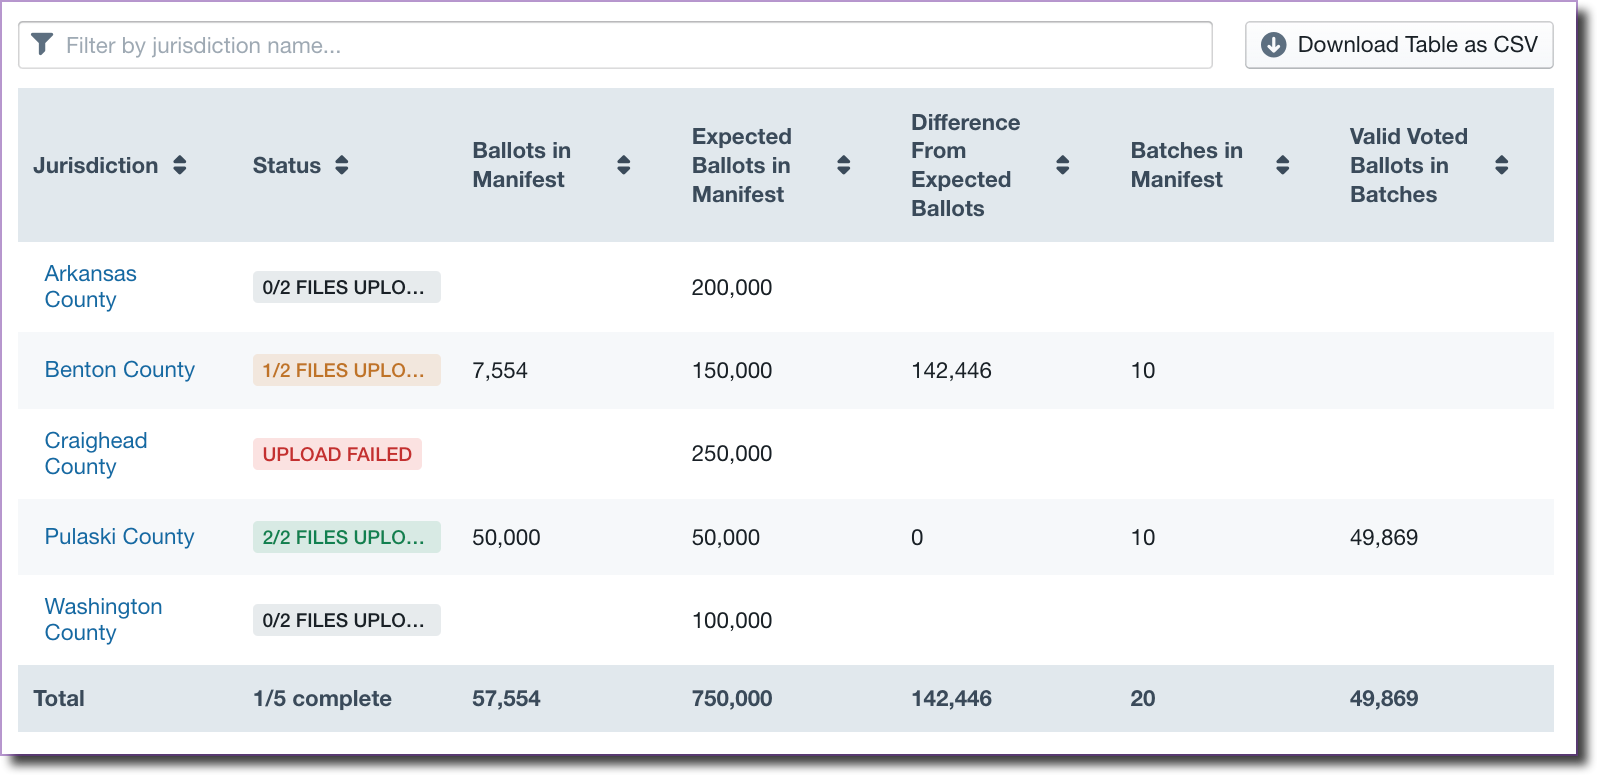 Filter by jurisdiction name...
Download Table as CSV
Jurisdiction
Status
Ballots in
Manifest
Expected
Ballots in
Manifest
Difference
From
Expected
Ballots
Batches in
Manifest
Valid Voted
Ballots in
Batches
Arkansas
County
0/2 FILES UPLO...
200,000
Benton County
1/2 FILES UPLO...
7,554
150,000
142,446
10
Craighead
County
UPLOAD FAILED
250,000
Pulaski County
2/2 FILES UPLO...
50,000
50,000
0
10
49,869
Washington
County
0/2 FILES UPLO...
100,000
Total
1/5 complete
57,554
750,000
142,446
20
49,869